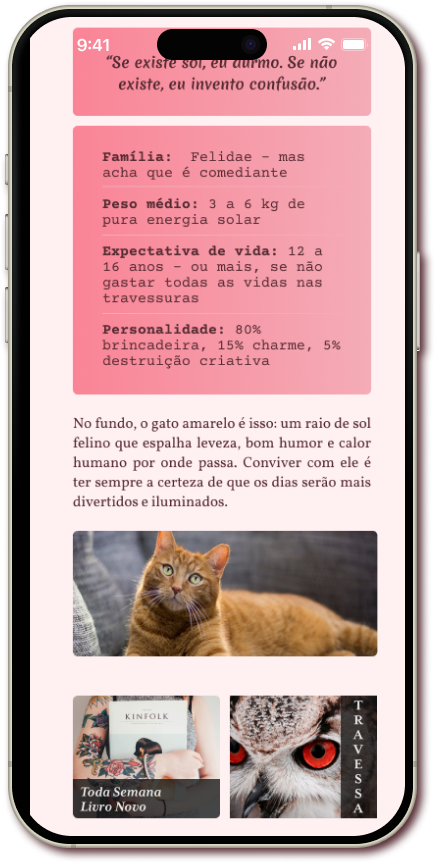 9:41
“Se existe sol, eu durmo. Se não
existe, eu invento confusão.”
Família: Felidae – mas
acha que é comediante
Peso médio: 3 a 6 kg de
pura energia solar
Expectativa de vida: 12 a
16 anos – ou mais, se não
gastar todas as vidas nas
travessuras
Personalidade: 80%
brincadeira, 15% charme, 5%
destruição criativa
No fundo, o gato amarelo é isso: um raio de sol
felino que espalha leveza, bom humor e calor
humano por onde passa. Conviver com ele é
ter sempre a certeza de que os dias serão mais
divertidos e iluminados.
KINFOLK
Toda Semana
Livro Novo
TRAVESSA